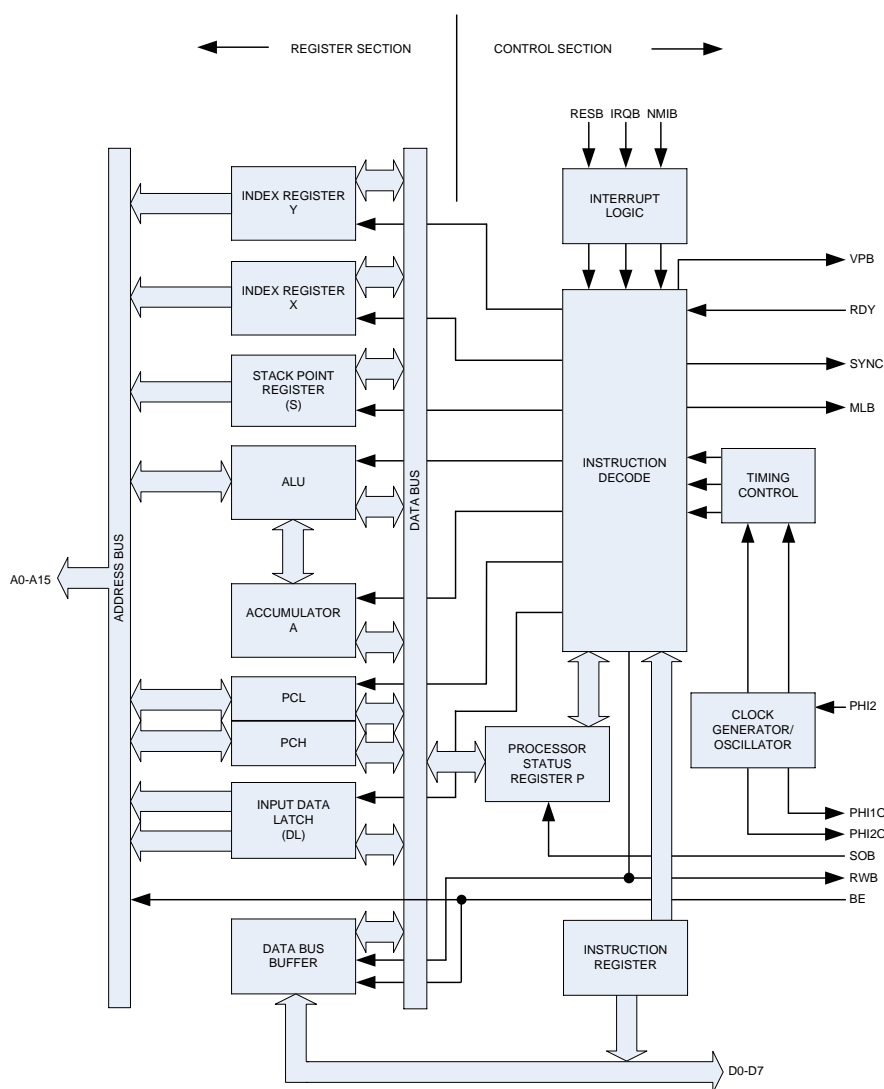 REGISTER SECTION
CONTROL SECTION
RESB
IRQB
NMIB
INDEX REGISTER
Y
INTERRUPT
LOGIC
VPB
INDEX REGISTER
X
RDY
STACK POINT
REGISTER
(S)
SYNC
MLB
ALU
INSTRUCTION
DECODE
TIMING
CONTROL
DATA BUS
ADDRESS BUS
A0-A15
ACCUMULATOR
A
PCL
PCH
PROCESSOR
STATUS
REGISTER P
CLOCK
GENERATOR/
OSCILLATOR
PHI2
INPUT DATA
LATCH
(DL)
PHI1O
PHI2O
SOB
RWB
BE
DATA BUS
BUFFER
INSTRUCTION
REGISTER
D0-D7